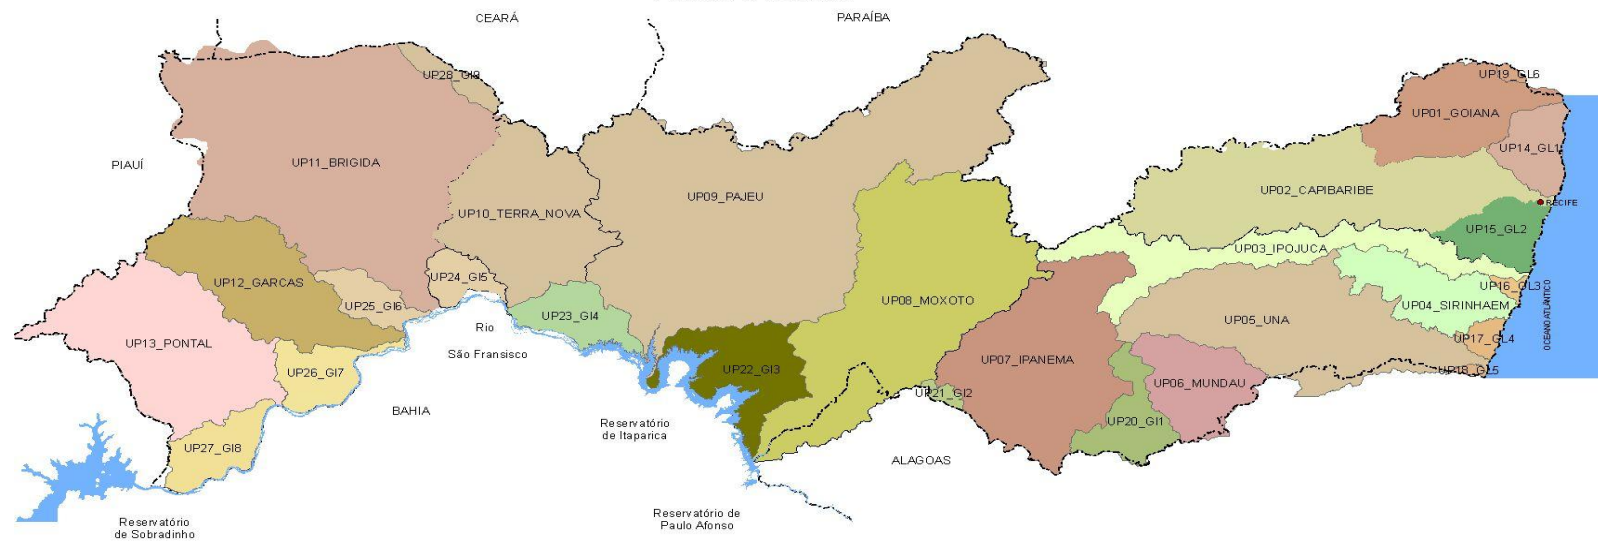 CEARÁ
PARAÍBA
UP28_GI9
UP19_GL6
UP01_GOIANA
UP14_GL1
PIAUÍ
UP11_BRIGIDA
UP02_CAPIBARIBE
UP09_PAJEU
RECIFE
UP10_TERRA_NOVA
UP15_GL2
UP03_IPOJUCA
UP24_GI5
UP12_GARCAS
UP16_GL3
UP25_GI6
UP08_MOXOTO
UP04_SIRINHAEM
OCEANO ATLÂNTICO
UP23_GI4
UP05_UNA
Rio
São Fransisco
UP13_PONTAL
UP17_GL4
UP07_IPANEMA
UP26_GI7
UP22_GI3
UP18_GL5
UP06_MUNDAU
UP21_GI2
BAHIA
Reservatório
de Itaparica
UP20_GI1
UP27_GI8
ALAGOAS
Reservatório de
Paulo Afonso
Reservatório
de Sobradinho